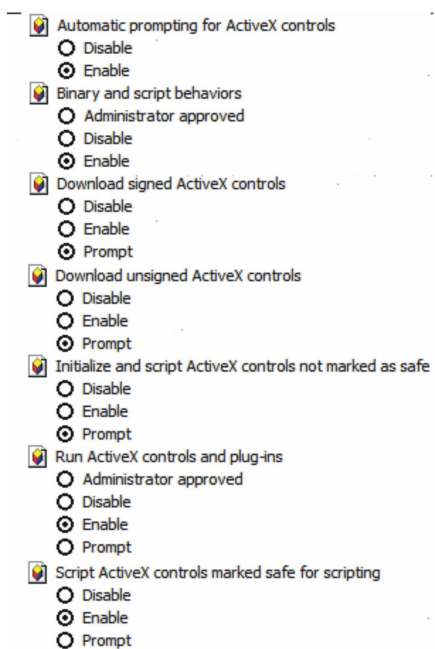 Automatic prompting for ActiveX controls
Disable
Enable
Binary and script behaviors
Administrator approved
Disable
Enable
Download signed ActiveX controls
Disable
Enable
Prompt
Download unsigned ActiveX controls
Disable
Enable
Prompt
Initialize and script ActiveX controls not marked as safe
Disable
Enable
Prompt
Run ActiveX controls and plug-ins
Administrator approved
Disable
Enable
Prompt
Script ActiveX controls marked safe for scripting
Disable
Enable
Prompt